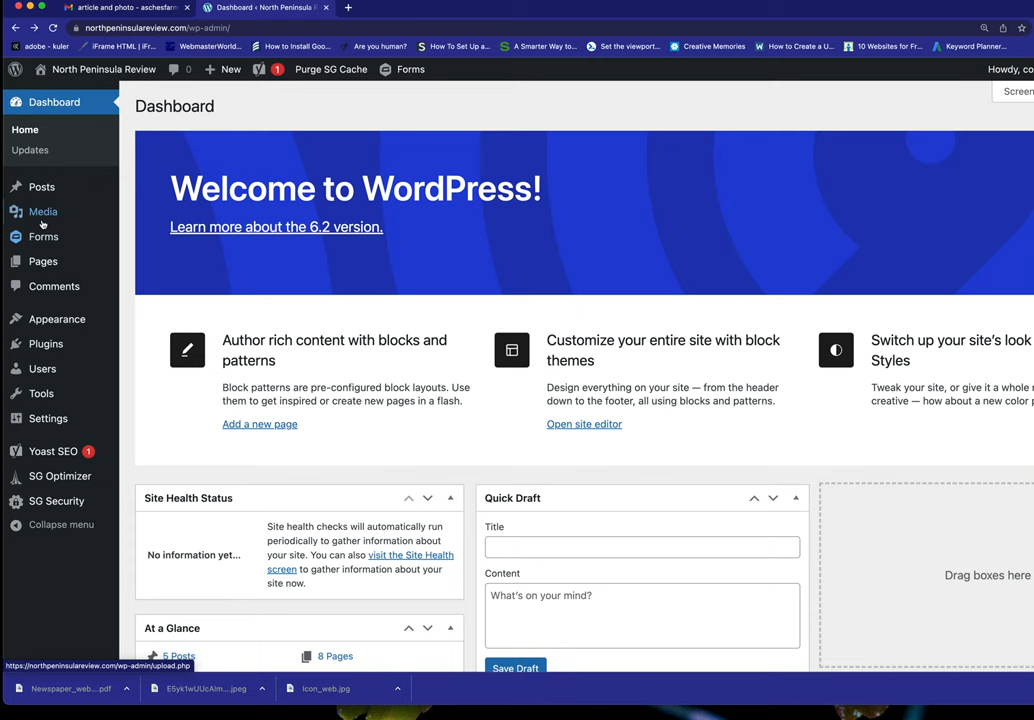 article and photo - aschesfarm
Dashboard ‹ North Peninsula R
northpeninsulareview.com/wp-admin/
adobe - kuler
iFrame HTML | iFr...
WebmasterWorld...
How to Install Goo...
Are you human?
How To Set Up a...
A Smarter Way to...
Set the viewport...
Creative Memories
How to Create a U...
10 Websites for Fr...
Keyword Planner...
North Peninsula Review
0
New
1
Purge SG Cache
Forms
Howdy, co
Dashboard
Home
Updates
Posts
Media
Forms
Pages
Comments
Appearance
Plugins
Users
Tools
Settings
Yoast SEO 1
SG Optimizer
SG Security
Collapse menu
Dashboard
Screen
Welcome to WordPress!
Learn more about the 6.2 version.
Author rich content with blocks and
patterns
Block patterns are pre-configured block layouts. Use
them to get inspired or create new pages in a flash.
Add a new page
Customize your entire site with block
themes
Design everything on your site — from the header
down to the footer, all using blocks and patterns.
Open site editor
Switch up your site's look
Styles
Tweak your site, or give it a whole
creative — how about a new color p
Site Health Status
No information yet...
Site health checks will automatically run
periodically to gather information about
your site. You can also visit the Site Health
screen to gather information about your
site now.
At a Glance
5 Posts
8 Pages
Quick Draft
Title
Content
What's on your mind?
Save Draft
Drag boxes here
https://northpeninsulareview.com/wp-admin/upload.php
Newspaper_web....pdf
E5yk1wUUcAIm....jpeg
Icon_web.jpg